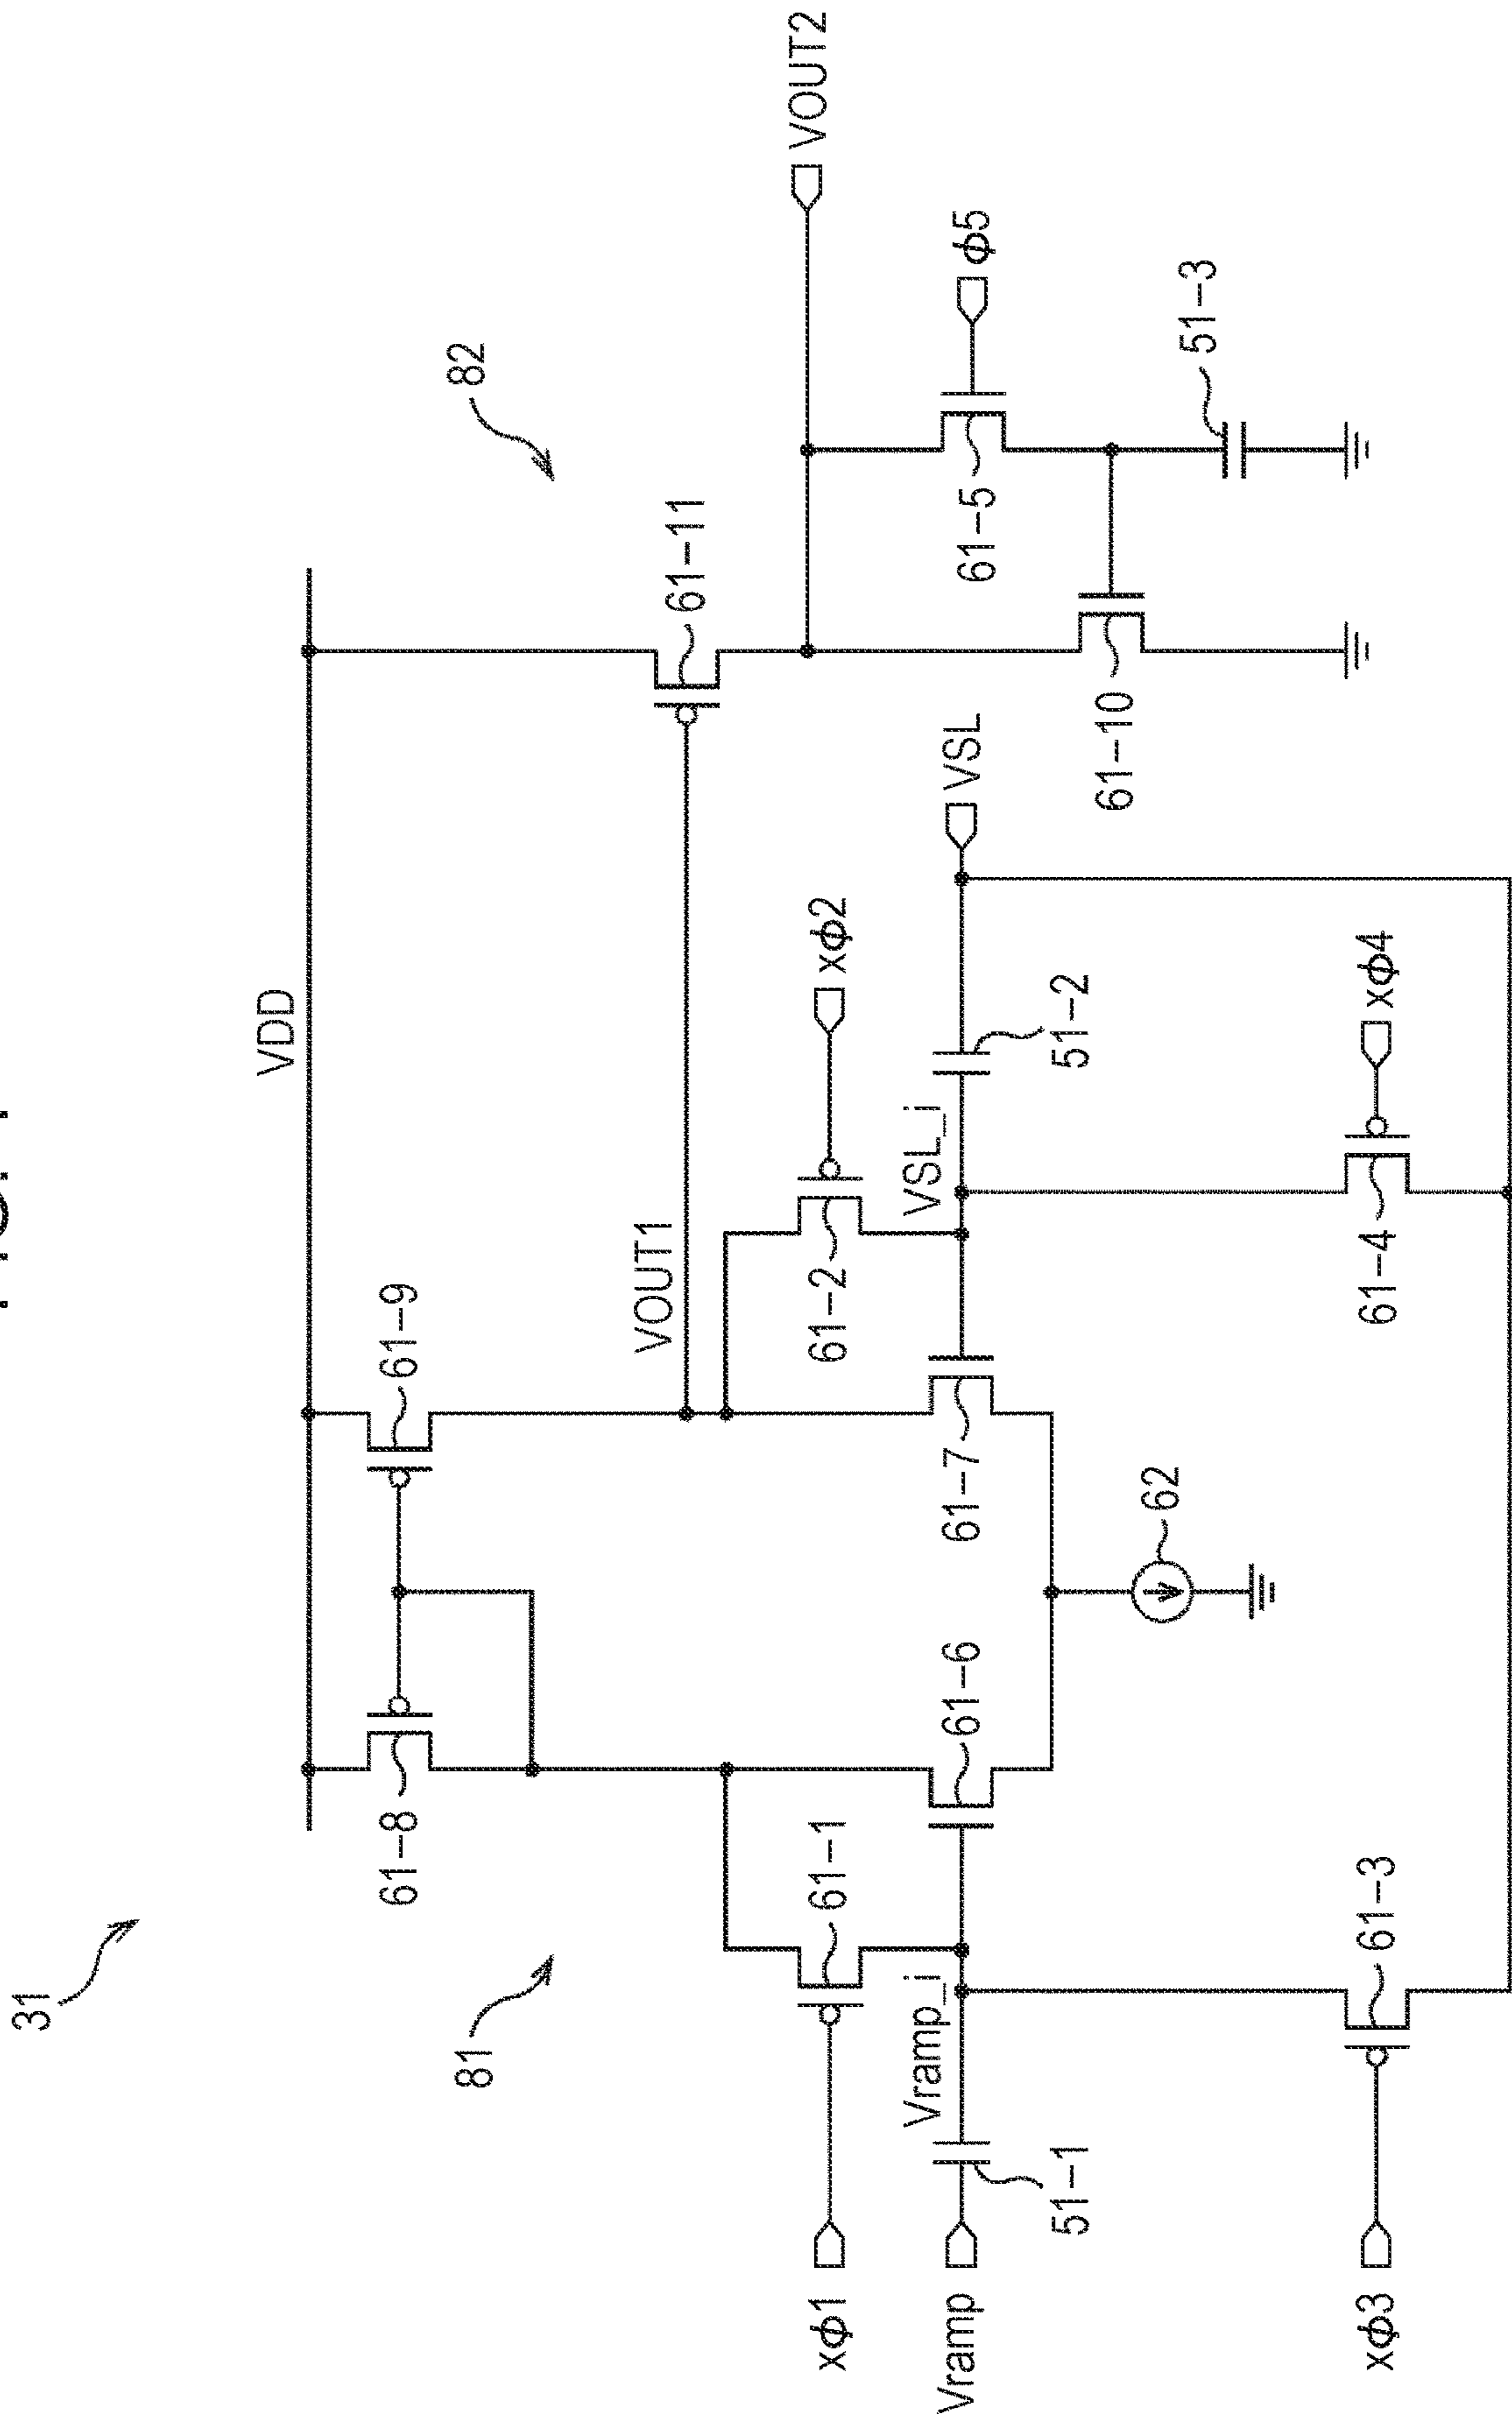 31
81
82
VDD
61-8
61-9
61-11
VOUT1
VOUT2
xϕ1
61-1
61-2
xϕ2
Vramp
Vramp_i
61-6
61-7
VSL_i
VSL
61-5
ϕ5
51-1
62
51-2
61-10
51-3
xϕ3
61-3
61-4
xϕ4